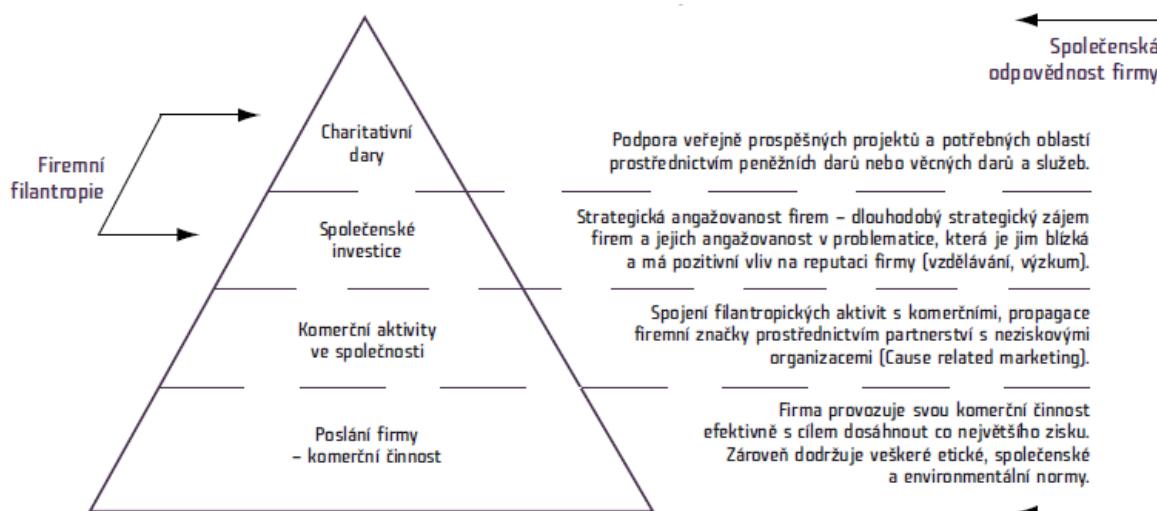 Společenská
odpovědnost firmy
Firemní
filantropie
Charitativní
dary
Podpora veřejně prospěšných projektů a potřebných oblastí
prostřednictvím peněžních darů nebo věcných darů a služeb.
Společenské
investice
Strategická angažovanost firem – dlouhodobý strategický zájem
firem a jejich angažovanost v problematice, která je jim blízká
a má pozitivní vliv na reputaci firmy (vzdělávání, výzkum).
Komerční aktivity
ve společnosti
Spojení filantropických aktivit s komerčními, propagace
firemní značky prostřednictvím partnerství s neziskovými
organizacemi (Cause related marketing).
Poslání firmy
– komerční činnost
Firma provozuje svou komerční činnost
efektivně s cílem dosáhnout co největšího zisku.
Zároveň dodržuje veškeré etické, společenské
a environmentální normy.